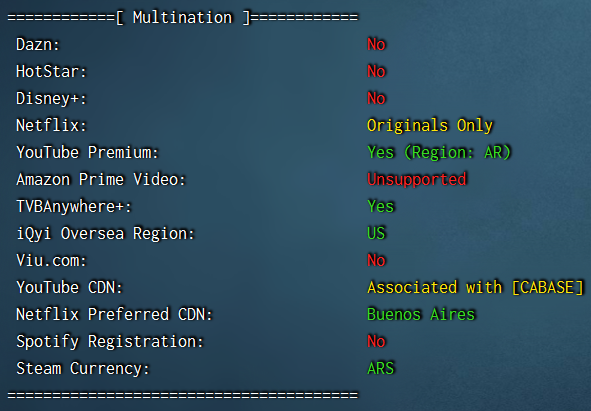 ============[ Multination ]============
Dazn: No
HotStar: No
Disney+: No
Netflix: Originals Only
YouTube Premium: Yes (Region: AR)
Amazon Prime Video: Unsupported
TVBAnywhere+: Yes
iQyi Oversea Region: US
Viu.com: No
YouTube CDN: Associated with [CABASE]
Netflix Preferred CDN: Buenos Aires
Spotify Registration: No
Steam Currency: ARS
=======================================